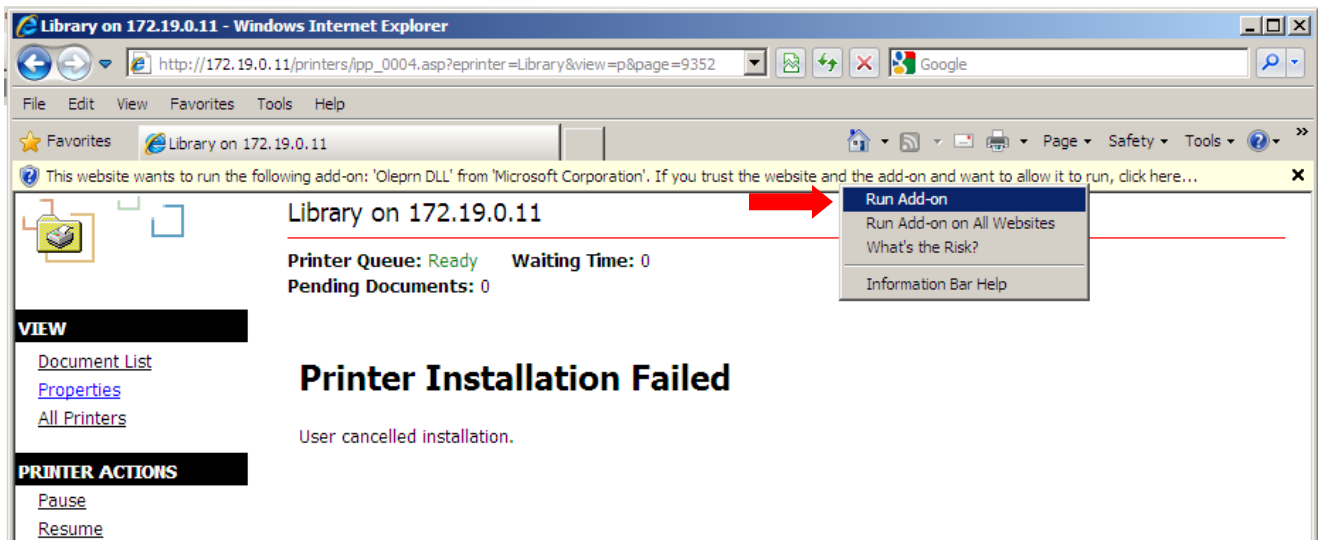 Library on 172.19.0.11 - Windows Internet Explorer
http://172.19.0.11/printers/ipp_0004.asp?eprinter=Library&view=p&page=9352
Google
File Edit View Favorites Tools Help
Favorites Library on 172.19.0.11 Page Safety Tools
This website wants to run the following add-on: 'Oleprn DLL' from 'Microsoft Corporation'. If you trust the website and the add-on and want to allow it to run, click here...
Run Add-on
Run Add-on on All Websites
What's the Risk?
Information Bar Help
Library on 172.19.0.11
Printer Queue: Ready Waiting Time: 0
Pending Documents: 0
VIEW
Document List
Properties
All Printers
Printer Installation Failed
User cancelled installation.
PRINTER ACTIONS
Pause
Resume